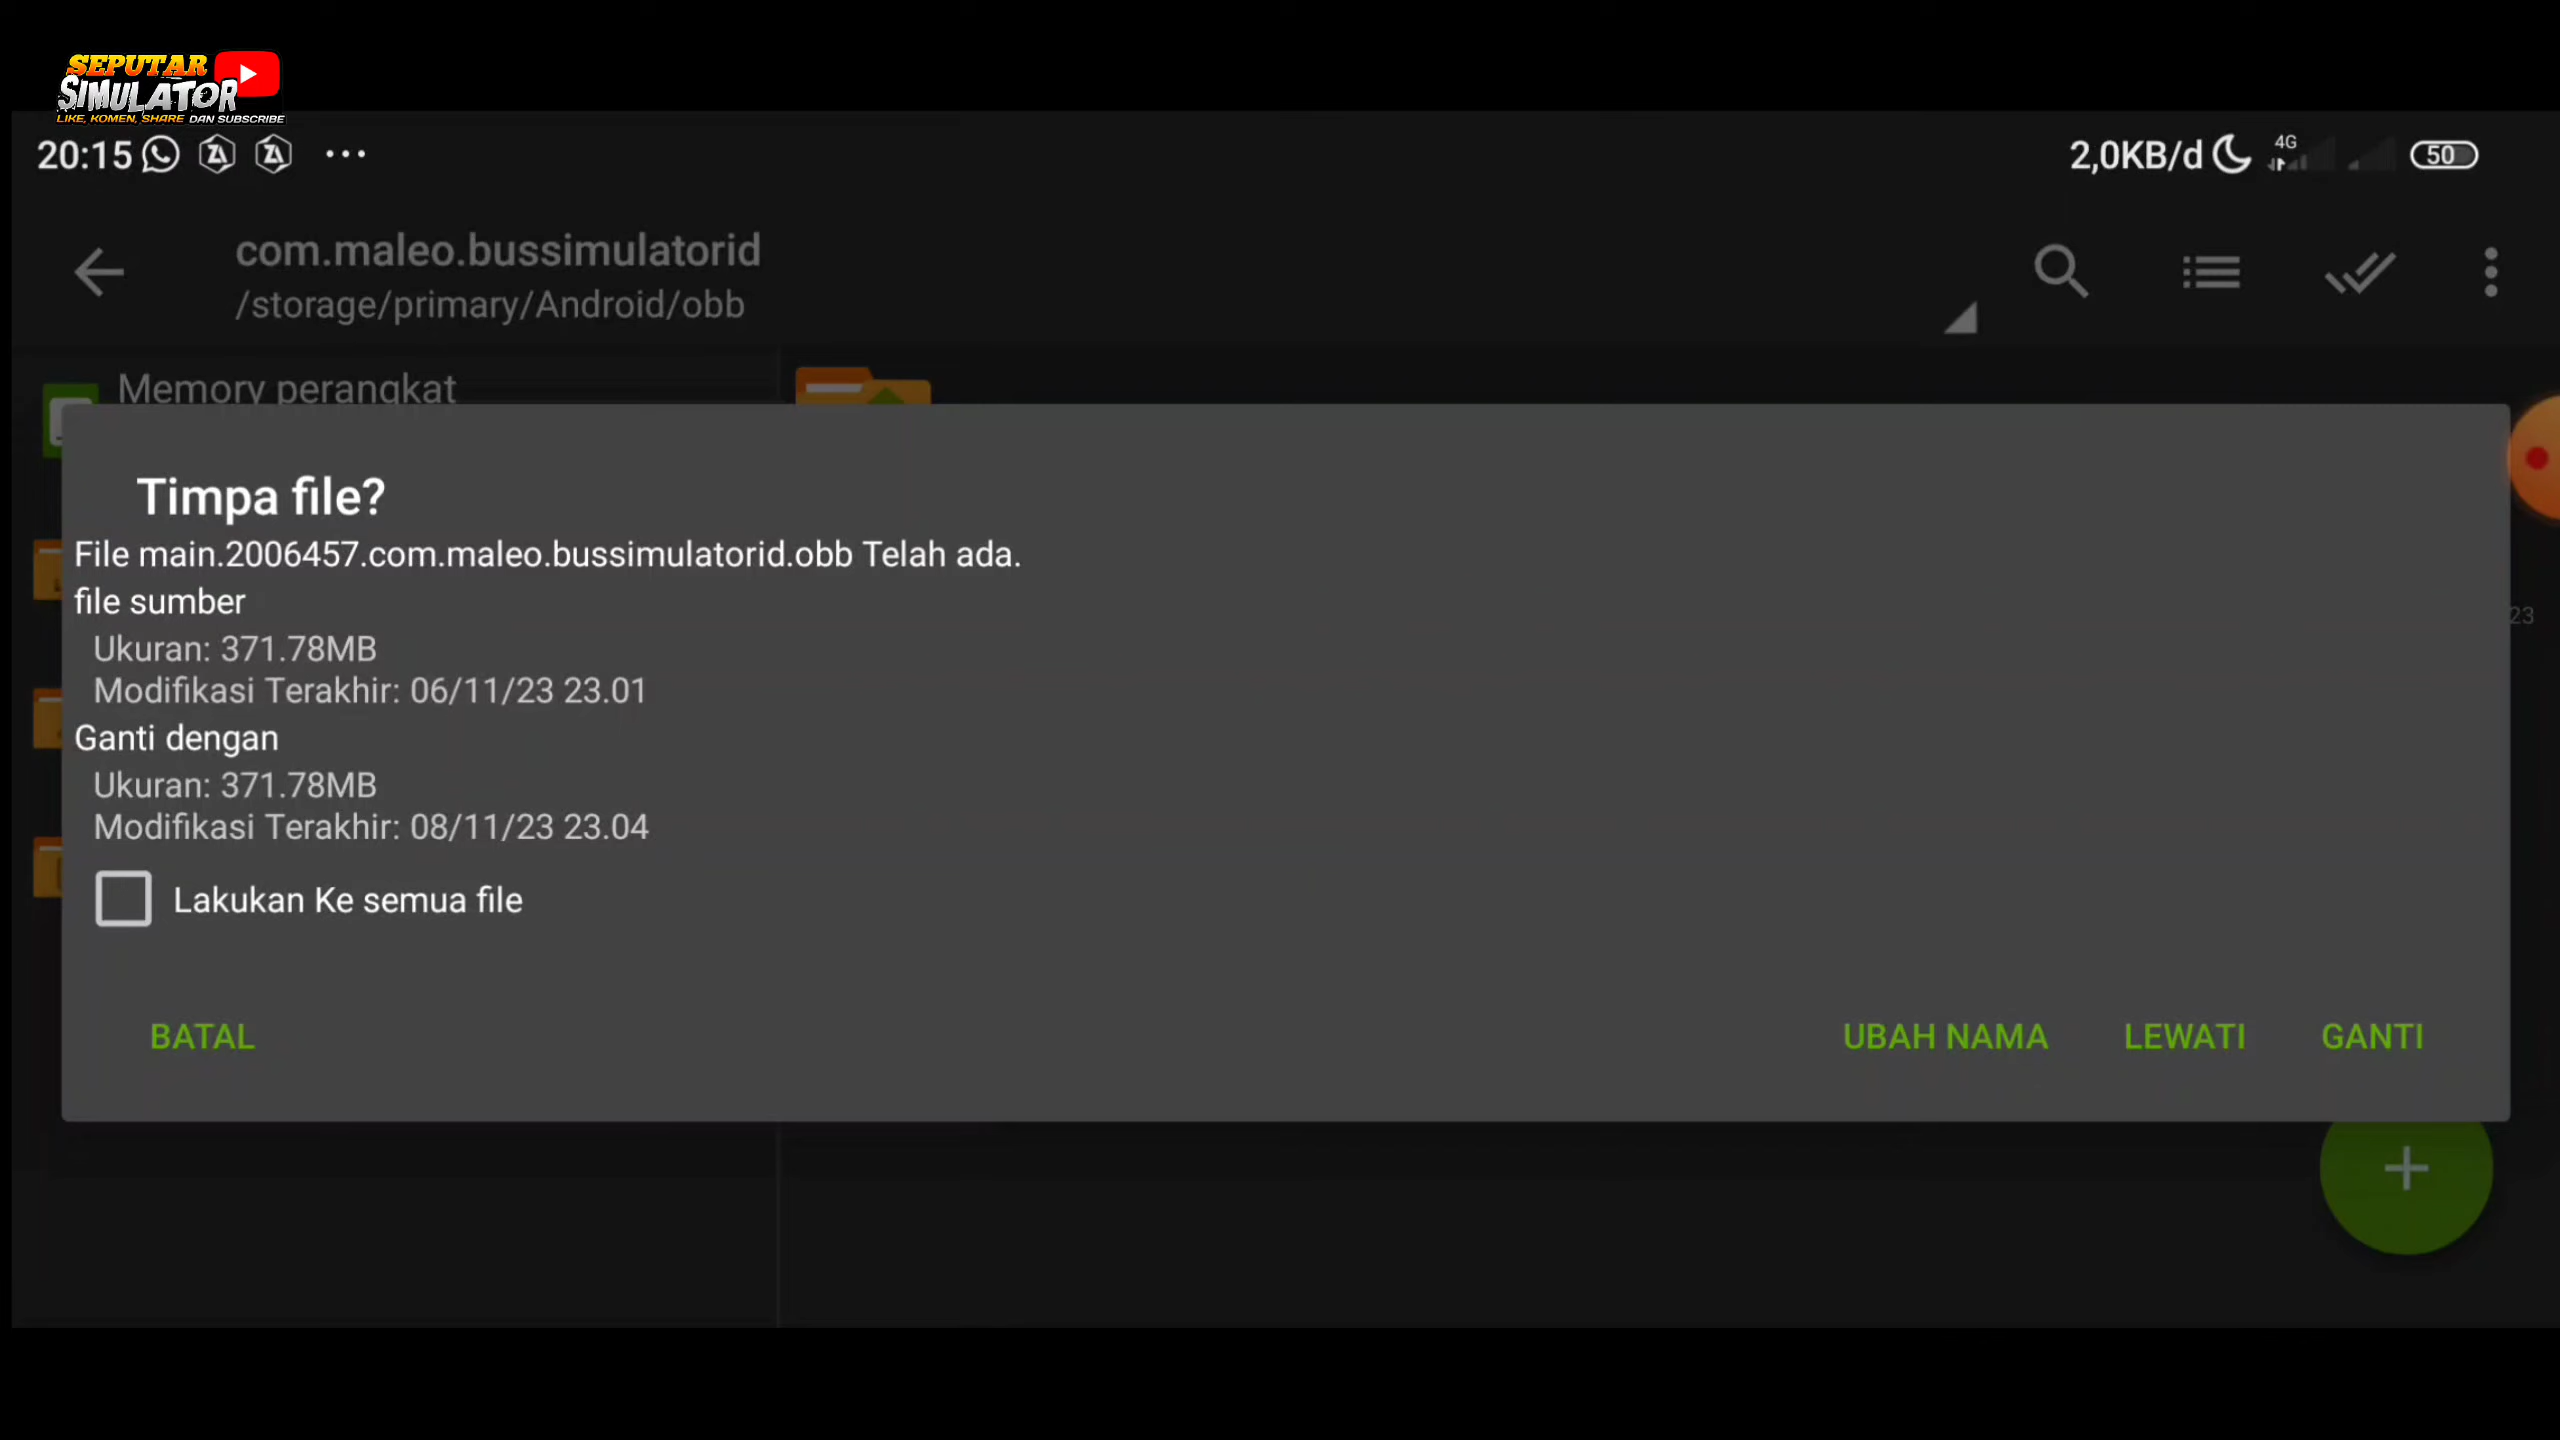 SEPUTAR
SIMULATOR
LIKE, KOMEN, SHARE DAN SUBSCRIBE
20:15
2,0KB/d
4G
50
com.maleo.bussimulatorid
/storage/primary/Android/obb
Memory perangkat
Timpa file?
File main.2006457.com.maleo.bussimulatorid.obb Telah ada.
file sumber
Ukuran: 371.78MB
Modifikasi Terakhir: 06/11/23 23.01
Ganti dengan
Ukuran: 371.78MB
Modifikasi Terakhir: 08/11/23 23.04
Lakukan Ke semua file
BATAL
UBAH NAMA
LEWATI
GANTI
23